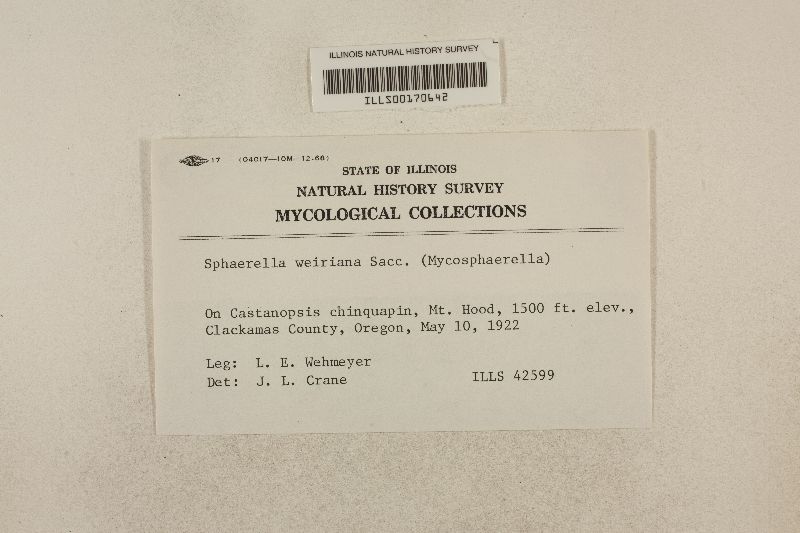 ILLINOIS NATURAL HISTORY SURVEY
ILLS00170642
17 (04017—10M—12-68)
STATE OF ILLINOIS
NATURAL HISTORY SURVEY
MYCOLOGICAL COLLECTIONS
Sphaerella weiriana Sacc. (Mycosphaerella)
On Castanopsis chinquapin, Mt. Hood, 1500 ft. elev.,
Clackamas County, Oregon, May 10, 1922
Leg: L. E. Wehmeyer
Det: J. L. Crane
ILLS 42599